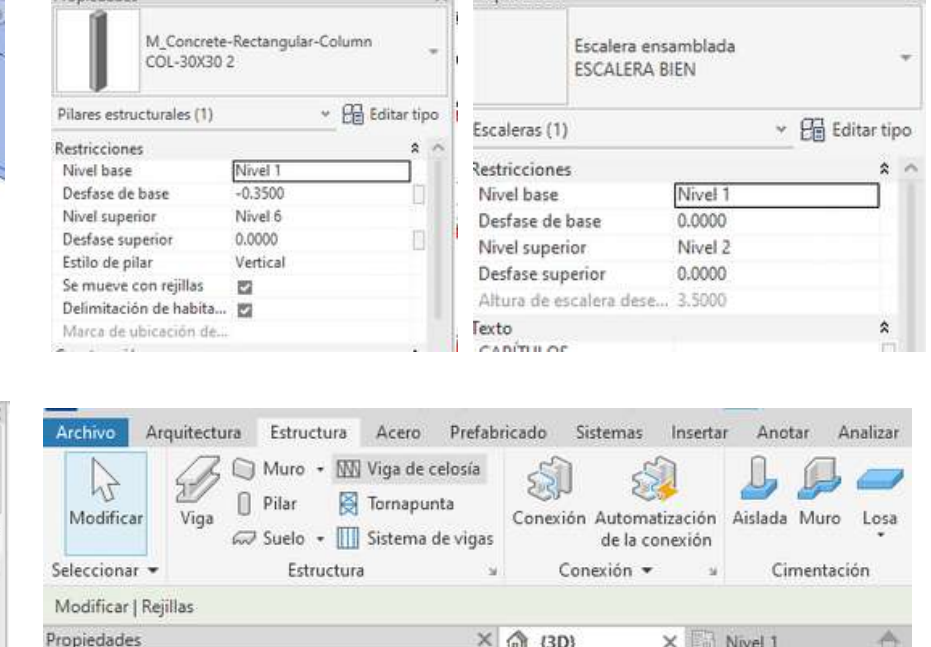 Propiedades
M_Concrete-Rectangular-Column
COL-30X30 2
Pilares estructurales (1)
Editar tipo
Restricciones
Nivel base Nivel 1
Desfase de base -0.3500
Nivel superior Nivel 6
Desfase superior 0.0000
Estilo de pilar Vertical
Se mueve con rejillas
Delimitación de habita...
Marca de ubicación de...
Escalera ensamblada
ESCALERA BIEN
Escaleras (1)
Editar tipo
Restricciones
Nivel base Nivel 1
Desfase de base 0.0000
Nivel superior Nivel 2
Desfase superior 0.0000
Altura de escalera dese... 3.5000
Texto
CAPÍTULOS
Archivo Arquitectura Estructura Acero Prefabricado Sistemas Insertar Anotar Analizar
Modificar
Viga
Muro Viga de celosía
Pilar Tornapunta
Suelo Sistema de vigas
Conexión Automatización de la conexión
Aislada Muro Losa
Seleccionar Estructura Conexión Cimentación
Modificar | Rejillas
Propiedades {3D} Nivel 1